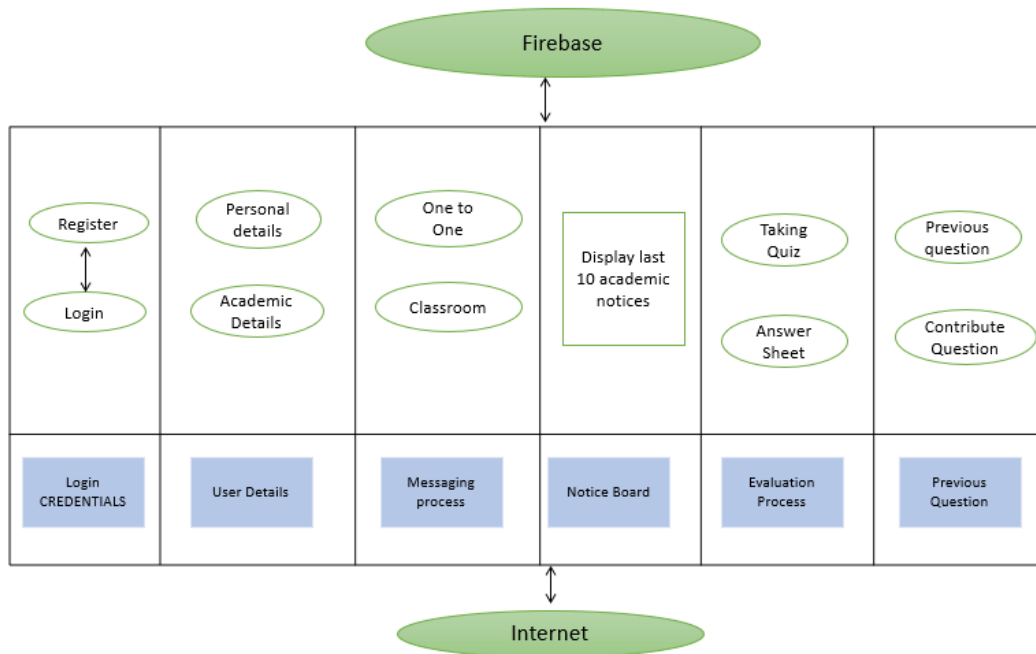 Firebase
Register
Login
Personal
details
Academic
Details
One to
One
Classroom
Display last
10 academic
notices
Taking
Quiz
Answer
Sheet
Previous
question
Contribute
Question
Login
CREDENTIALS
User Details
Messaging
process
Notice Board
Evaluation
Process
Previous
Question
Internet